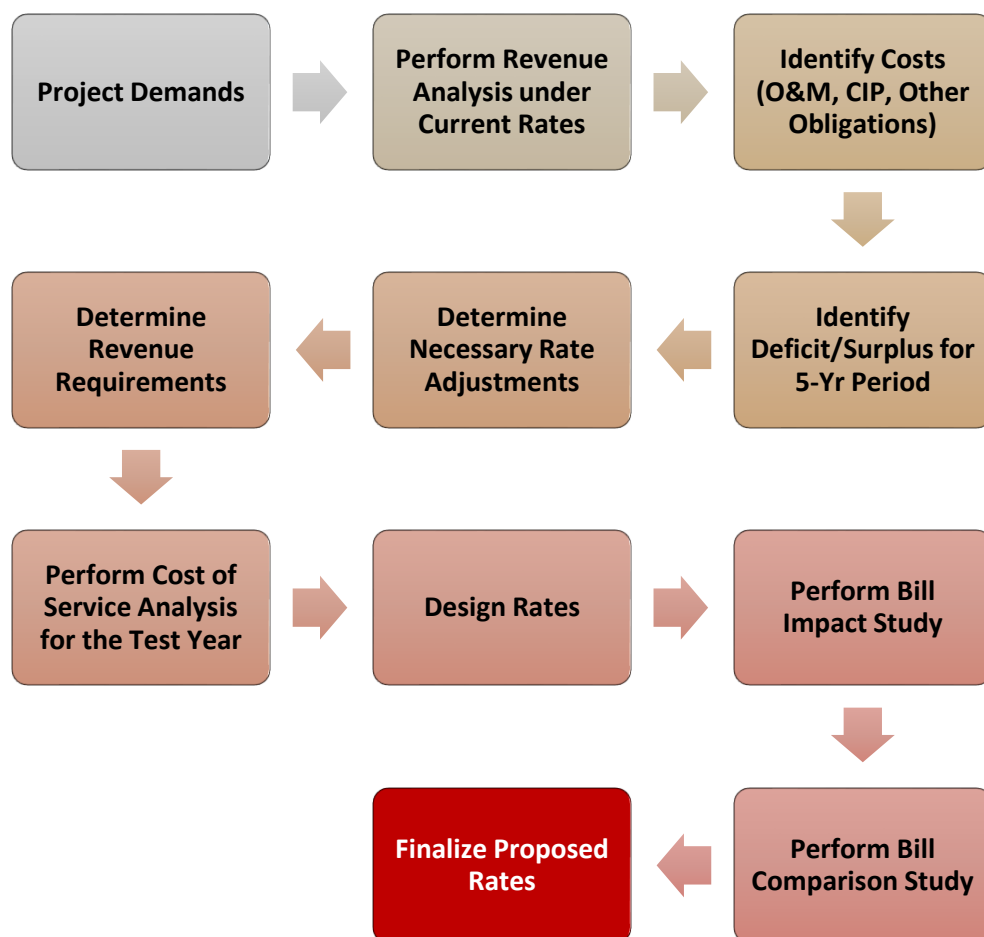 Project Demands
Perform Revenue
Analysis under
Current Rates
Identify Costs
(O&M, CIP, Other
Obligations)
Identify
Deficit/Surplus for
5-Yr Period
Determine
Necessary Rate
Adjustments
Determine
Revenue
Requirements
Perform Cost of
Service Analysis
for the Test Year
Design Rates
Perform Bill
Impact Study
Perform Bill
Comparison Study
Finalize Proposed
Rates